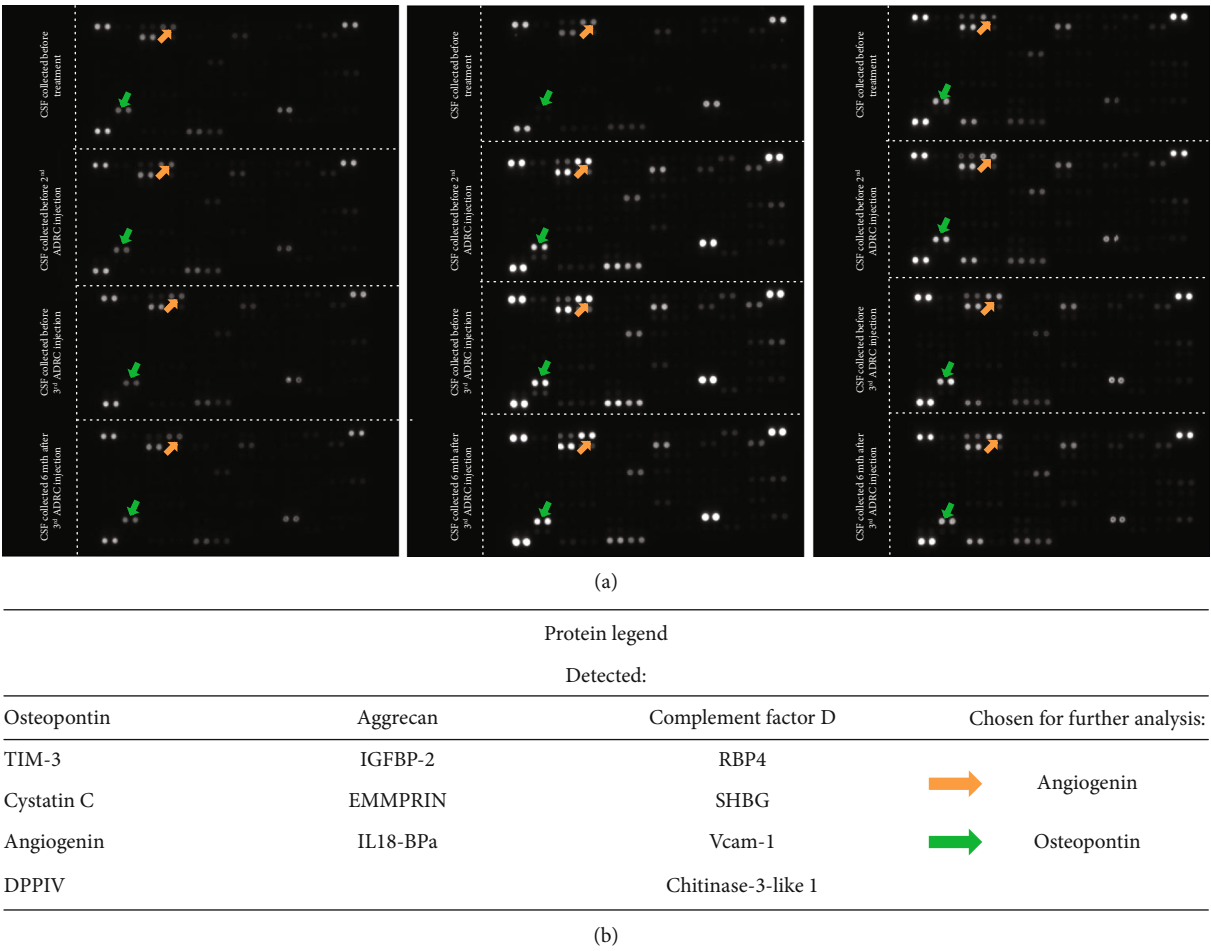 CSF collected before
treatment
CSF collected before 2nd
ADRC injection
CSF collected before
3rd ADRC injection
CSF collected 6 mth after
3rd ADRC injection
CSF collected before
treatment
CSF collected before 2nd
ADRC injection
CSF collected before
3rd ADRC injection
CSF collected 6 mth after
3rd ADRC injection
CSF collected before
treatment
CSF collected before 2nd
ADRC injection
CSF collected before
3rd ADRC injection
CSF collected 6 mth after
3rd ADRC injection
(a)
Protein legend
Detected:
Osteopontin Aggrecan Complement factor D Chosen for further analysis:
TIM-3 IGFBP-2 RBP4
Angiogenin
Cystatin C EMMPRIN SHBG
Angiogenin IL18-BPa Vcam-1 Osteopontin
DPPIV Chitinase-3-like 1
(b)